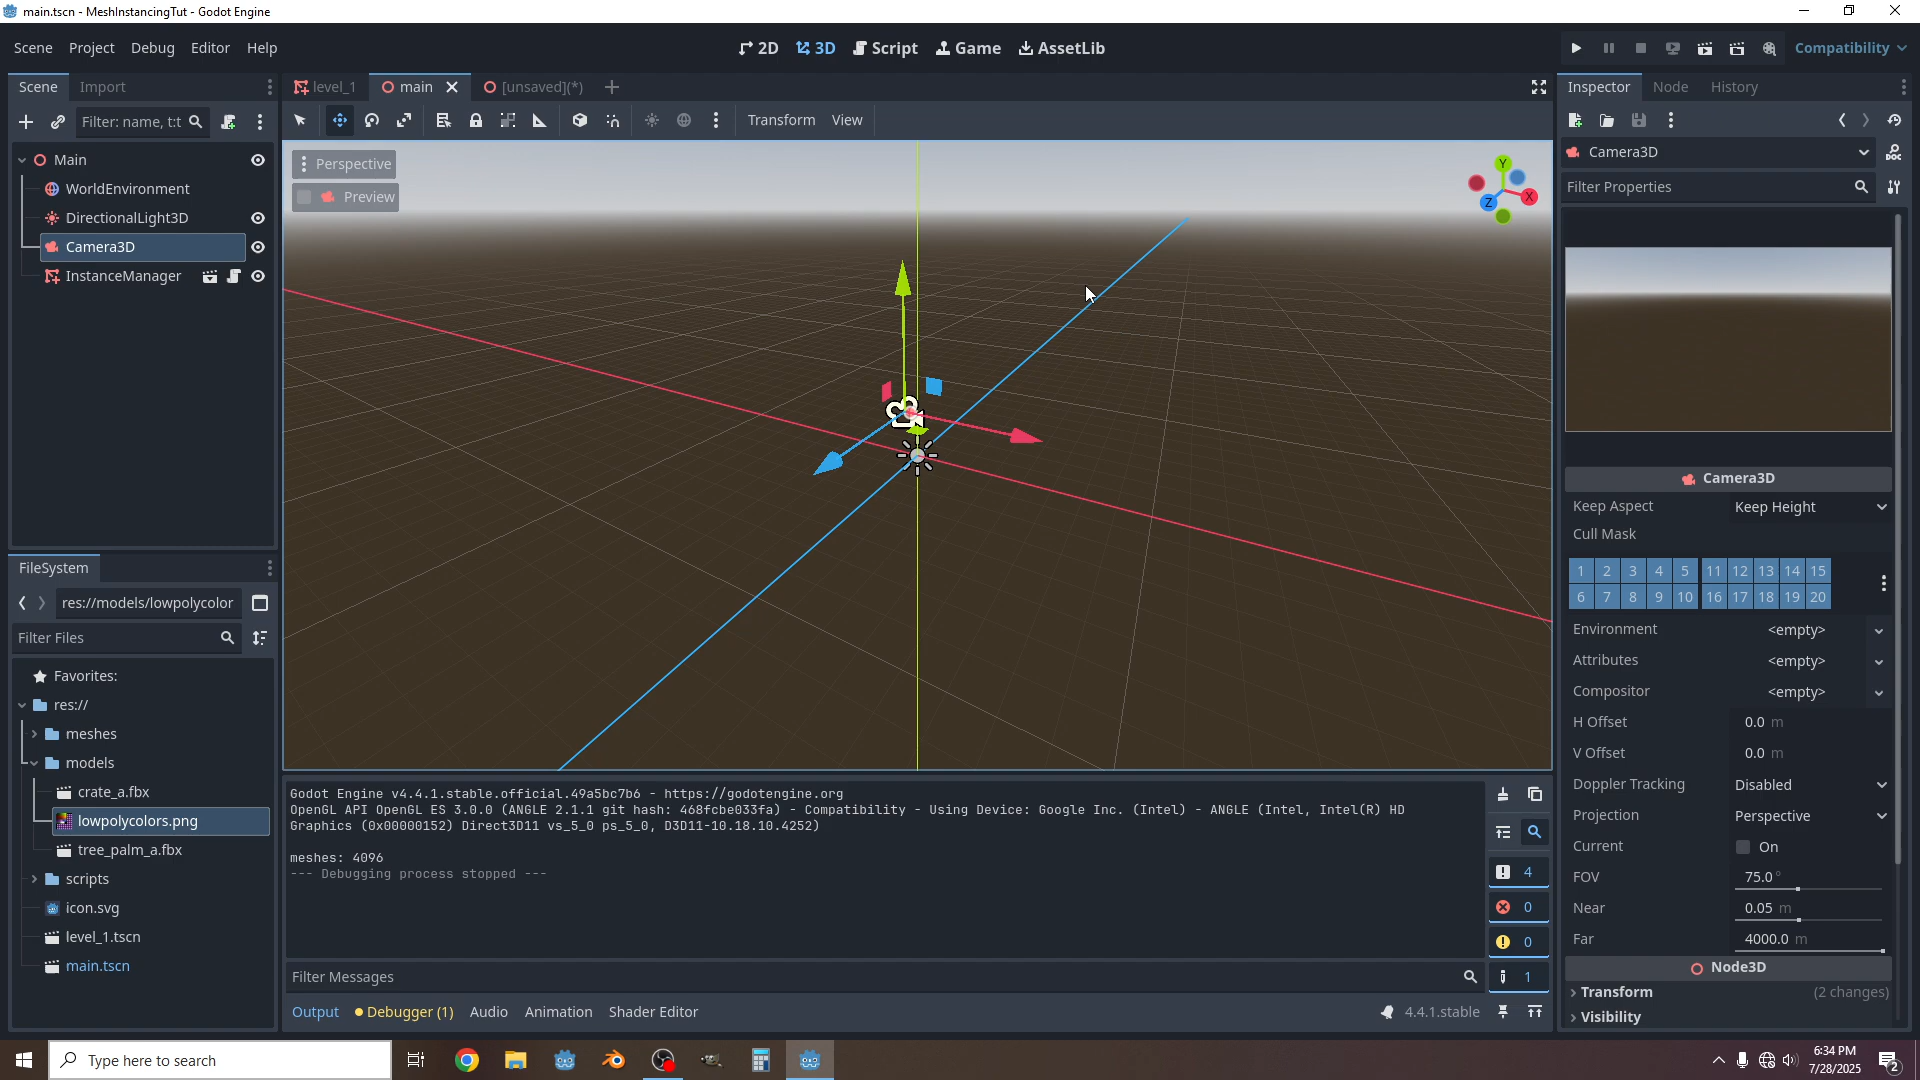 main.tscn - MeshInstancingTut - Godot Engine
Scene Project Debug Editor Help
2D 3D Script Game AssetLib
Compatibility
Scene Import
level_1 main [unsaved](*)
Inspector Node History
Filter: name, t:t
Transform View
Main
WorldEnvironment
DirectionalLight3D
Camera3D
InstanceManager
Perspective
Preview
Y
X
Z
Camera3D
Filter Properties
Camera3D
Keep Aspect Keep Height
Cull Mask
1 2 3 4 5 11 12 13 14 15
6 7 8 9 10 16 17 18 19 20
Environment <empty>
Attributes <empty>
Compositor <empty>
H Offset 0.0 m
V Offset 0.0 m
Doppler Tracking Disabled
Projection Perspective
Current On
FOV 75.0 °
Near 0.05 m
Far 4000.0 m
Node3D
Transform (2 changes)
Visibility
FileSystem
res://models/lowpolycolor
Filter Files
Favorites:
res://
meshes
models
crate_a.fbx
lowpolycolors.png
tree_palm_a.fbx
scripts
icon.svg
level_1.tscn
main.tscn
Godot Engine v4.4.1.stable.official.49a5bc7b6 - https://godotengine.org
OpenGL API OpenGL ES 3.0.0 (ANGLE 2.1.1 git hash: 468fcbe033fa) - Compatibility - Using Device: Google Inc. (Intel) - ANGLE (Intel, Intel(R) HD
Graphics (0x00000152) Direct3D11 vs_5_0 ps_5_0, D3D11-10.18.10.4252)
meshes: 4096
--- Debugging process stopped ---
4
0
0
1
Filter Messages
Output Debugger (1) Audio Animation Shader Editor
4.4.1.stable
Type here to search
6:34 PM
7/28/2025
2